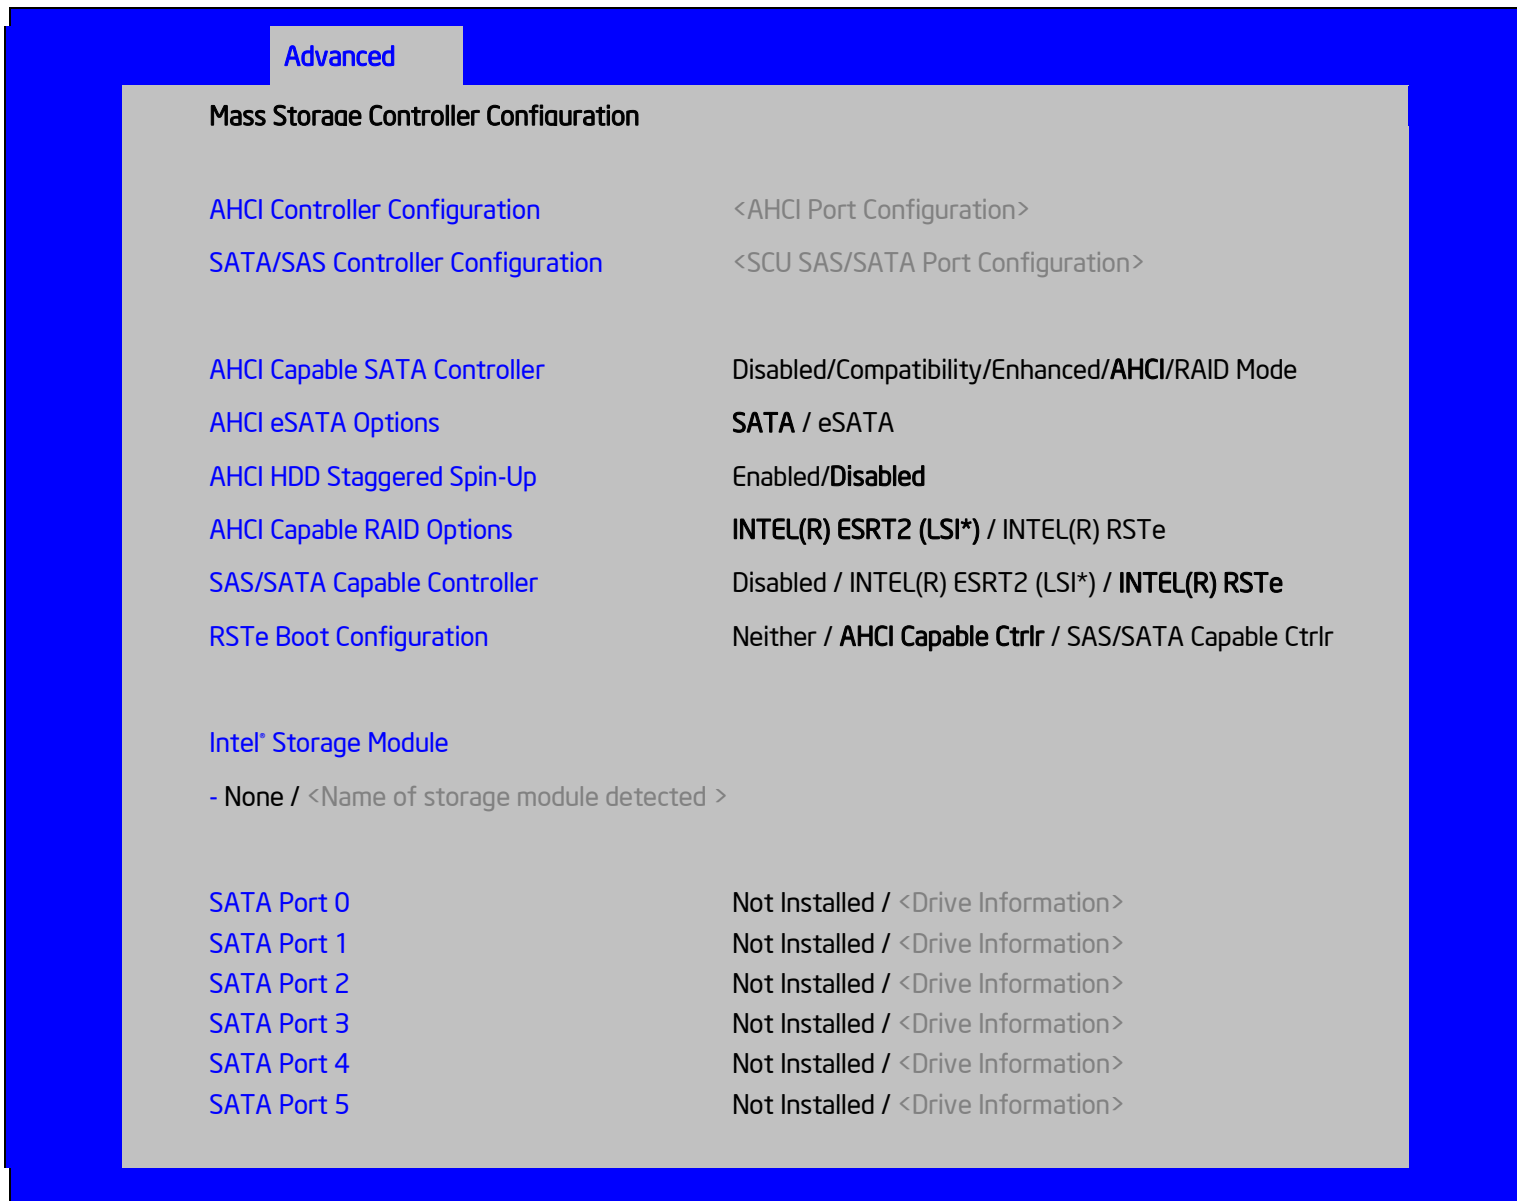 Advanced
Mass Storage Controller Configuration
AHCI Controller Configuration <AHCI Port Configuration>
SATA/SAS Controller Configuration <SCU SAS/SATA Port Configuration>
AHCI Capable SATA Controller Disabled/Compatibility/Enhanced/AHCI/RAID Mode
AHCI eSATA Options SATA / eSATA
AHCI HDD Staggered Spin-Up Enabled/Disabled
AHCI Capable RAID Options INTEL(R) ESRT2 (LSI*) / INTEL(R) RSTe
SAS/SATA Capable Controller Disabled / INTEL(R) ESRT2 (LSI*) / INTEL(R) RSTe
RSTe Boot Configuration Neither / AHCI Capable Ctrlr / SAS/SATA Capable Ctrlr
Intel® Storage Module
- None / <Name of storage module detected >
SATA Port 0 Not Installed / <Drive Information>
SATA Port 1 Not Installed / <Drive Information>
SATA Port 2 Not Installed / <Drive Information>
SATA Port 3 Not Installed / <Drive Information>
SATA Port 4 Not Installed / <Drive Information>
SATA Port 5 Not Installed / <Drive Information>